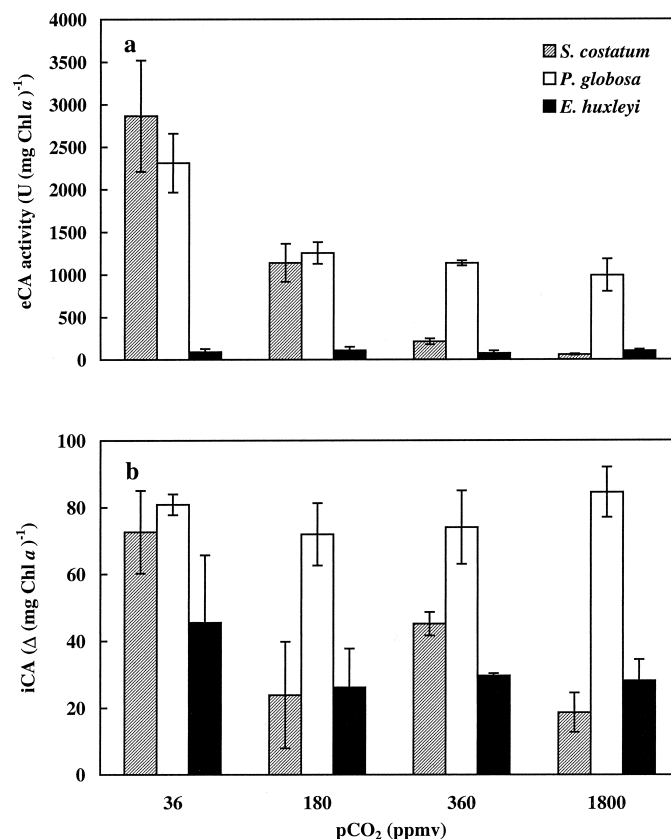 a
S. costatum
P. globosa
E. huxleyi
eCA activity (U (mg Chl a)⁻¹)
4000
3500
3000
2500
2000
1500
1000
500
0
b
iCA (Δ (mg Chl a)⁻¹)
100
80
60
40
20
0
36 180 360 1800
pCO₂ (ppmv)